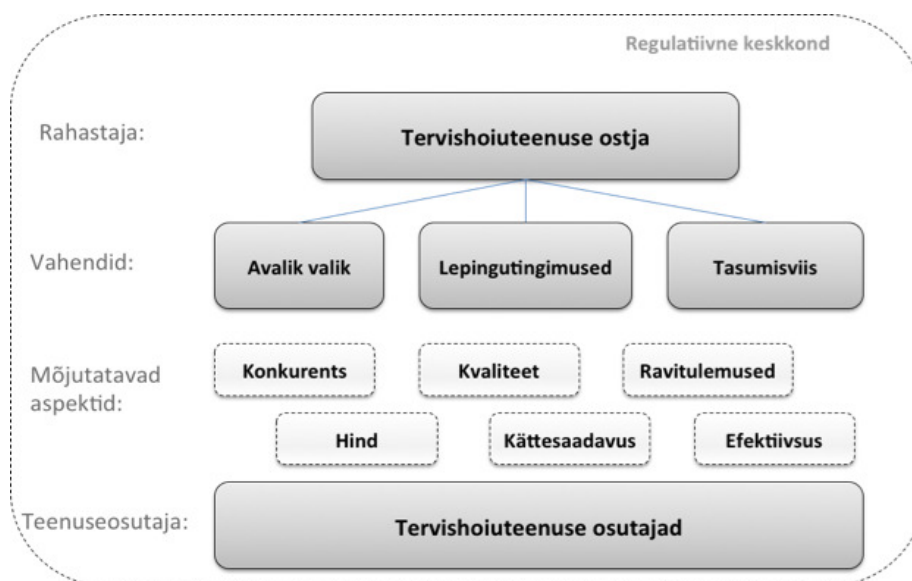 Regulatiivne keskkond
Rahastaja:
Tervishoiuteenuse ostja
Vahendid:
Avalik valik
Lepingutingimused
Tasumisviis
Mõjutatavad
aspektid:
Konkurents
Kvaliteet
Ravitulemused
Hind
Kättesaadavus
Efektiivsus
Teenuseosutaja:
Tervishoiuteenuse osutajad